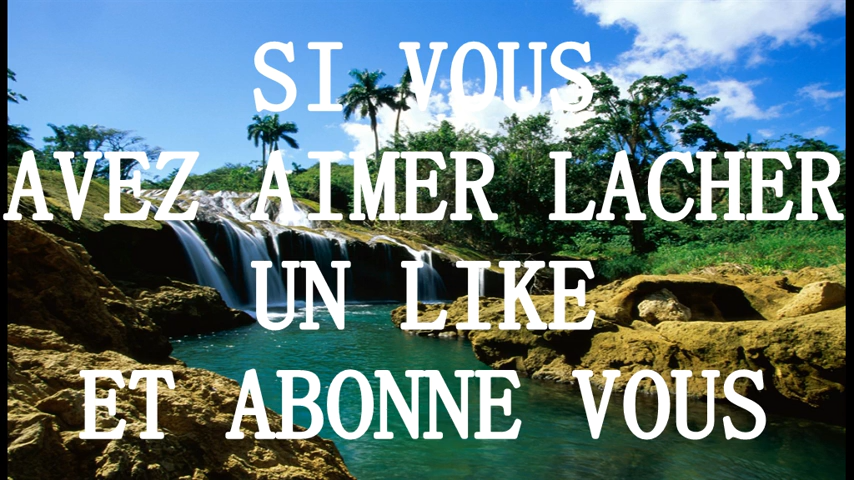 SI VOUS
AVEZ AIMER LACHER
UN LIKE
ET ABONNE VOUS